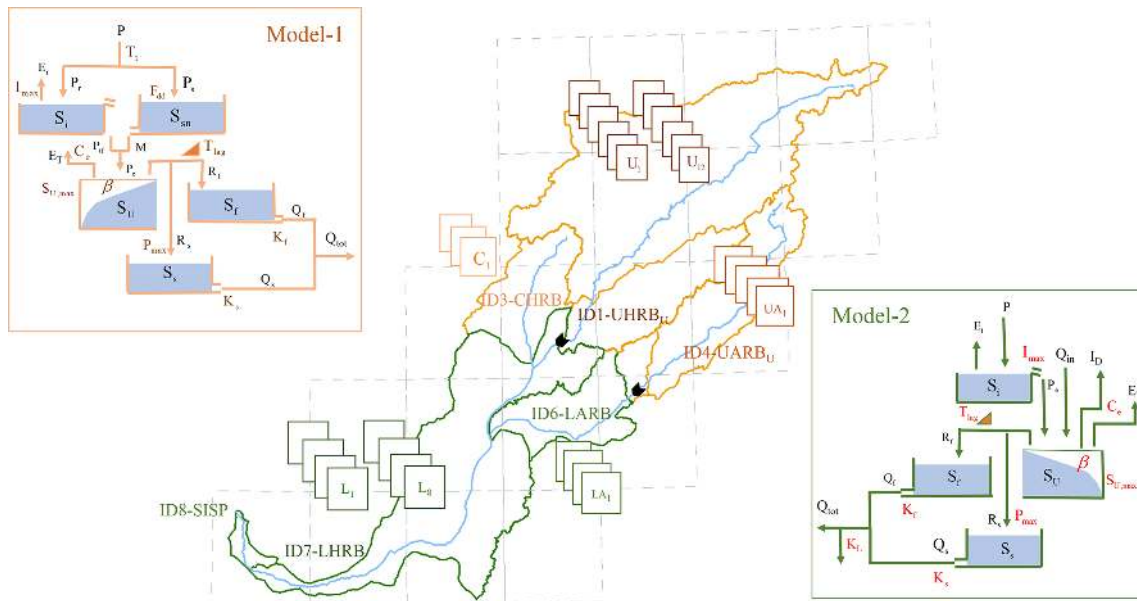 Model-1
P
T_t
E_i
I_max
P_r
P_s
F_dd
S_i
S_sn
P_tf
M
T_lag
E_T
C_e
P_e
R_f
S_U,max
β
S_U
S_f
Q_f
K_f
Q_tot
P_max
R_s
S_s
Q_s
K_s
U_1
U_12
C_1
ID3-CHRB
ID1-UHRB_U
UA_1
ID4-UARB_U
ID6-LARB
L_1
L_8
LA_1
ID8-SISP
ID7-LHRB
Model-2
P
E_i
I_max
Q_in
I_D
S_i
P_e
C_e
E
T_lag
R_f
β
Q_f
S_f
S_U
S_U,max
K_f
Q_tot
R_s
P_max
K_L
Q_s
S_s
K_s